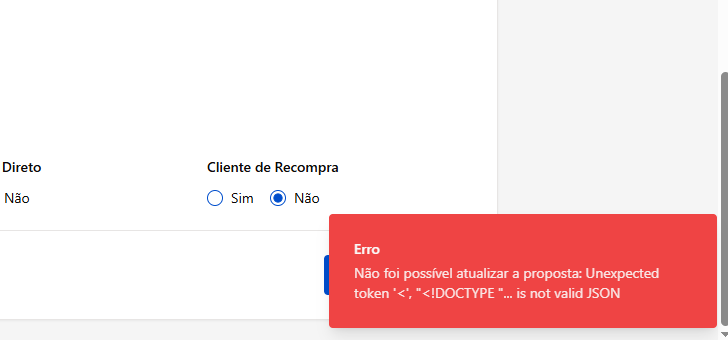 Direto
Cliente de Recompra
Não
Sim
Não
Erro
Não foi possível atualizar a proposta: Unexpected
token '<', "<!DOCTYPE "... is not valid JSON